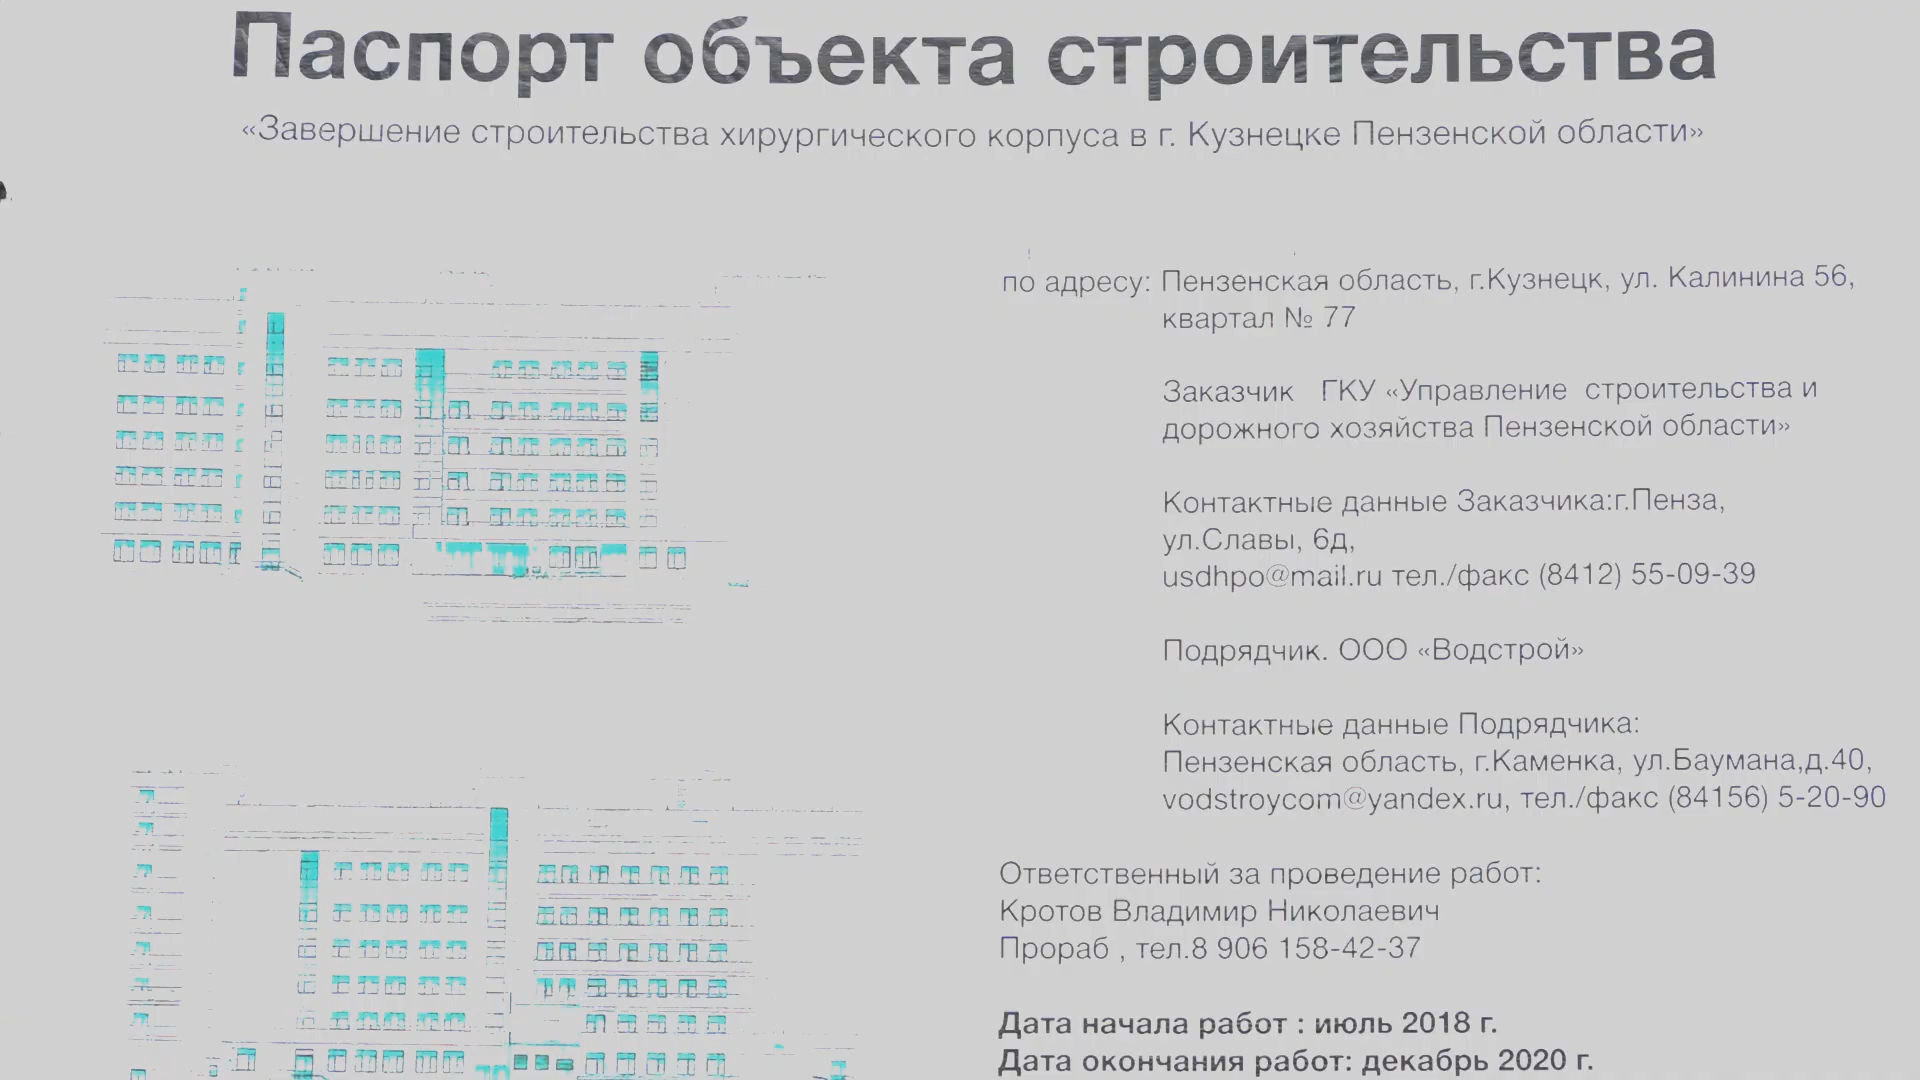 Паспорт объекта строительства
«Завершение строительства хирургического корпуса в г. Кузнецке Пензенской области»
по адресу: Пензенская область, г.Кузнецк, ул. Калинина 56,
квартал № 77
Заказчик ГКУ «Управление строительства и
дорожного хозяйства Пензенской области»
Контактные данные Заказчика:г.Пенза,
ул.Славы, 6д,
usdhpo@mail.ru тел./факс (8412) 55-09-39
Подрядчик. ООО «Водстрой»
Контактные данные Подрядчика:
Пензенская область, г.Каменка, ул.Баумана,д.40,
vodstroycom@yandex.ru, тел./факс (84156) 5-20-90
Ответственный за проведение работ:
Кротов Владимир Николаевич
Прораб , тел.8 906 158-42-37
Дата начала работ : июль 2018 г.
Дата окончания работ: декабрь 2020 г.